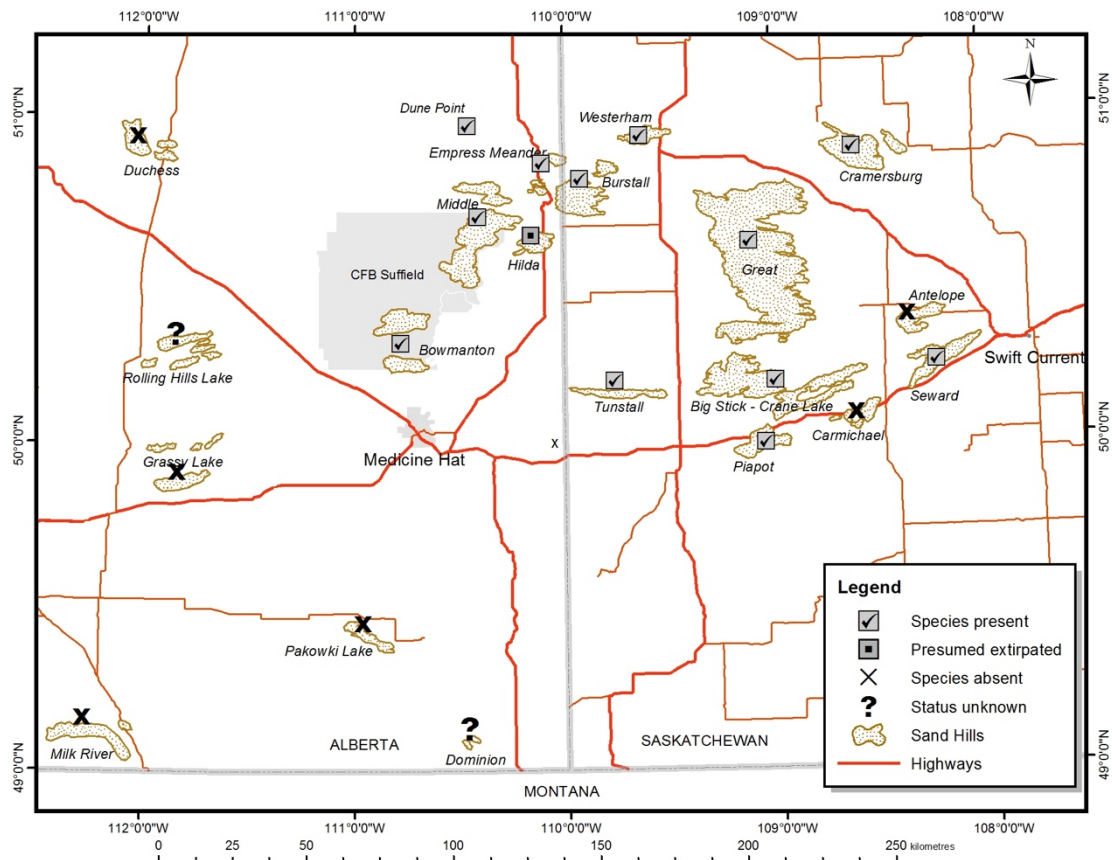 112°0'0"W 111°0'0"W 110°0'0"W 109°0'0"W 108°0'0"W
N
51°0'0"N
51°0'0"N
Dune Point
Westerham
Duchess
Empress Meander
Burstall
Cramersburg
Middle
Hilda
CFB Suffield
Great
Antelope
?
Rolling Hills Lake
Bowmanton
Swift Current
Tunstall
Big Stick - Crane Lake
Seward
Carmichael
50°0'0"N
50°0'0"N
Grassy Lake
Medicine Hat
X
Piapot
Legend
Species present
Presumed extirpated
Species absent
? Status unknown
Sand Hills
Highways
Pakowki Lake
Milk River
?
Dominion
ALBERTA
SASKATCHEWAN
MONTANA
49°0'0"N
49°0'0"N
112°0'0"W 111°0'0"W 110°0'0"W 109°0'0"W 108°0'0"W
0 25 50 100 150 200 250 kilometres